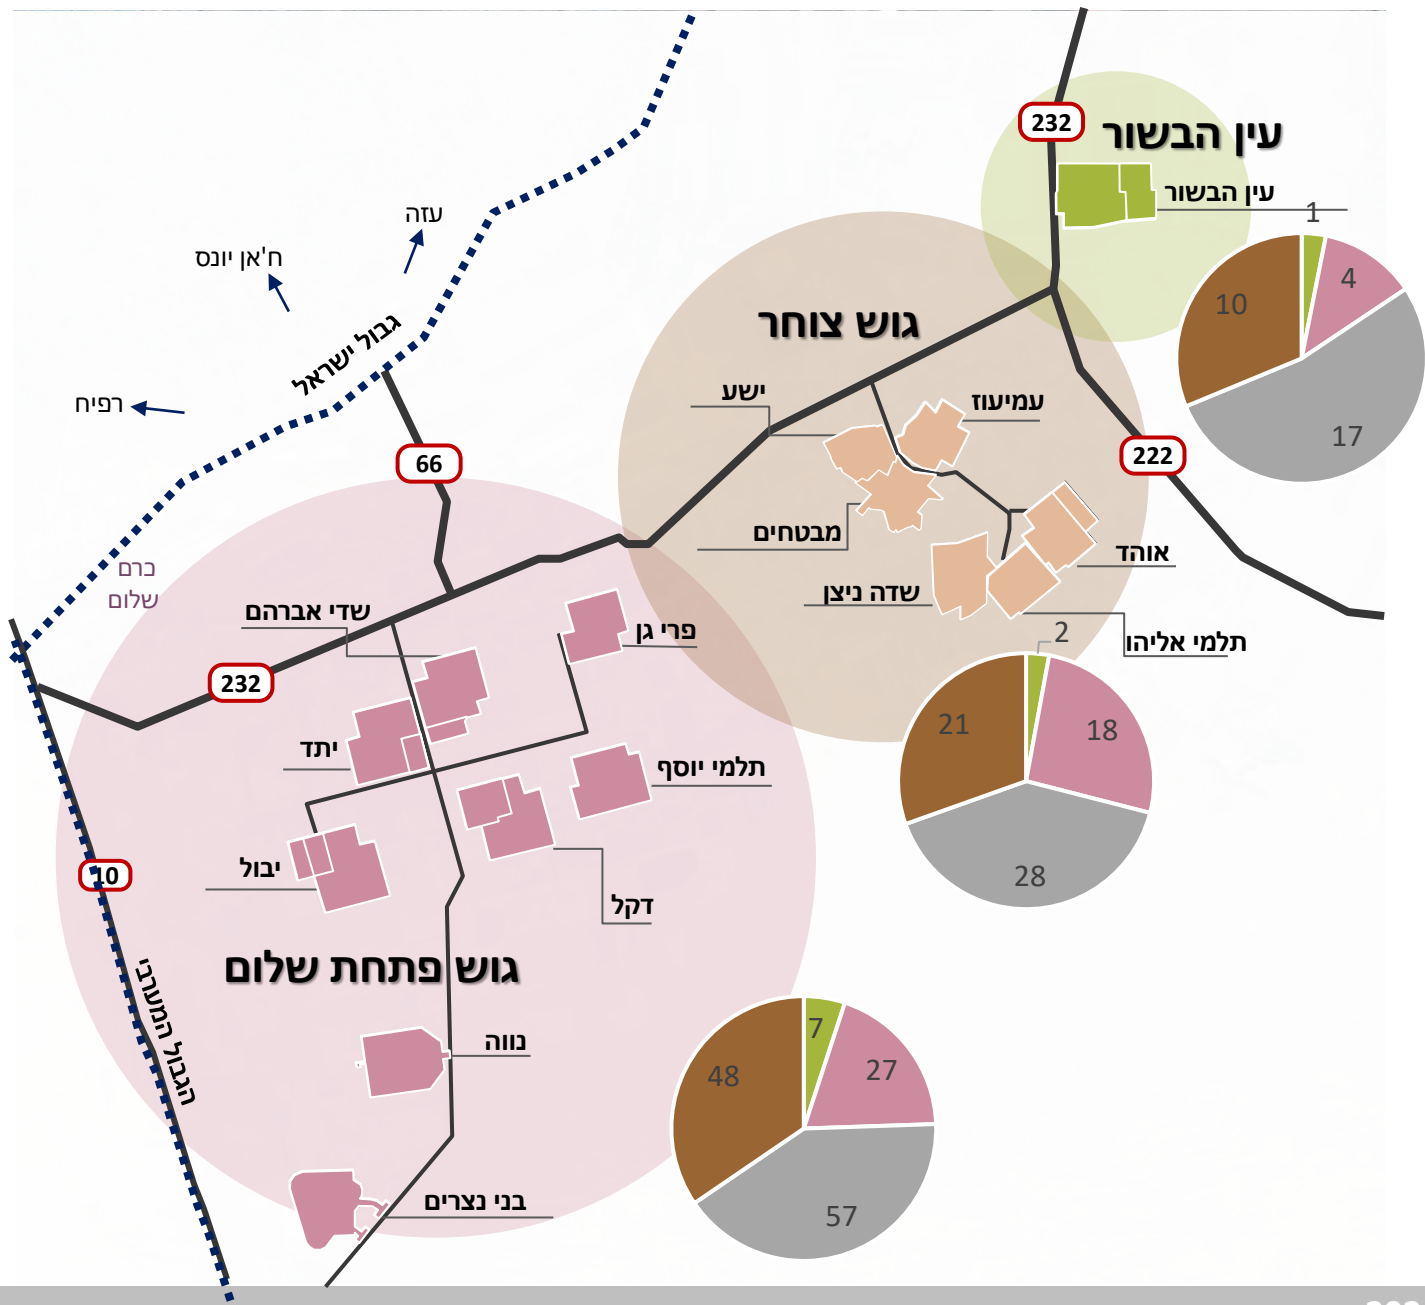 232
עין הבשור
עין הבשור
1
4
10
17
עזה
ח'אן יונס
גבול ישראל
רפיח
גוש צוחר
ישע
עמיעוז
66
222
מבטחים
אוהד
שדה ניצן
תלמי אליהו
2
18
21
28
כרם
שלום
שדי אברהם
פרי גן
232
יתד
תלמי יוסף
יבול
10
דקל
גוש פתחת שלום
הגבול המערבי
נווה
בני נצרים
7
27
48
57